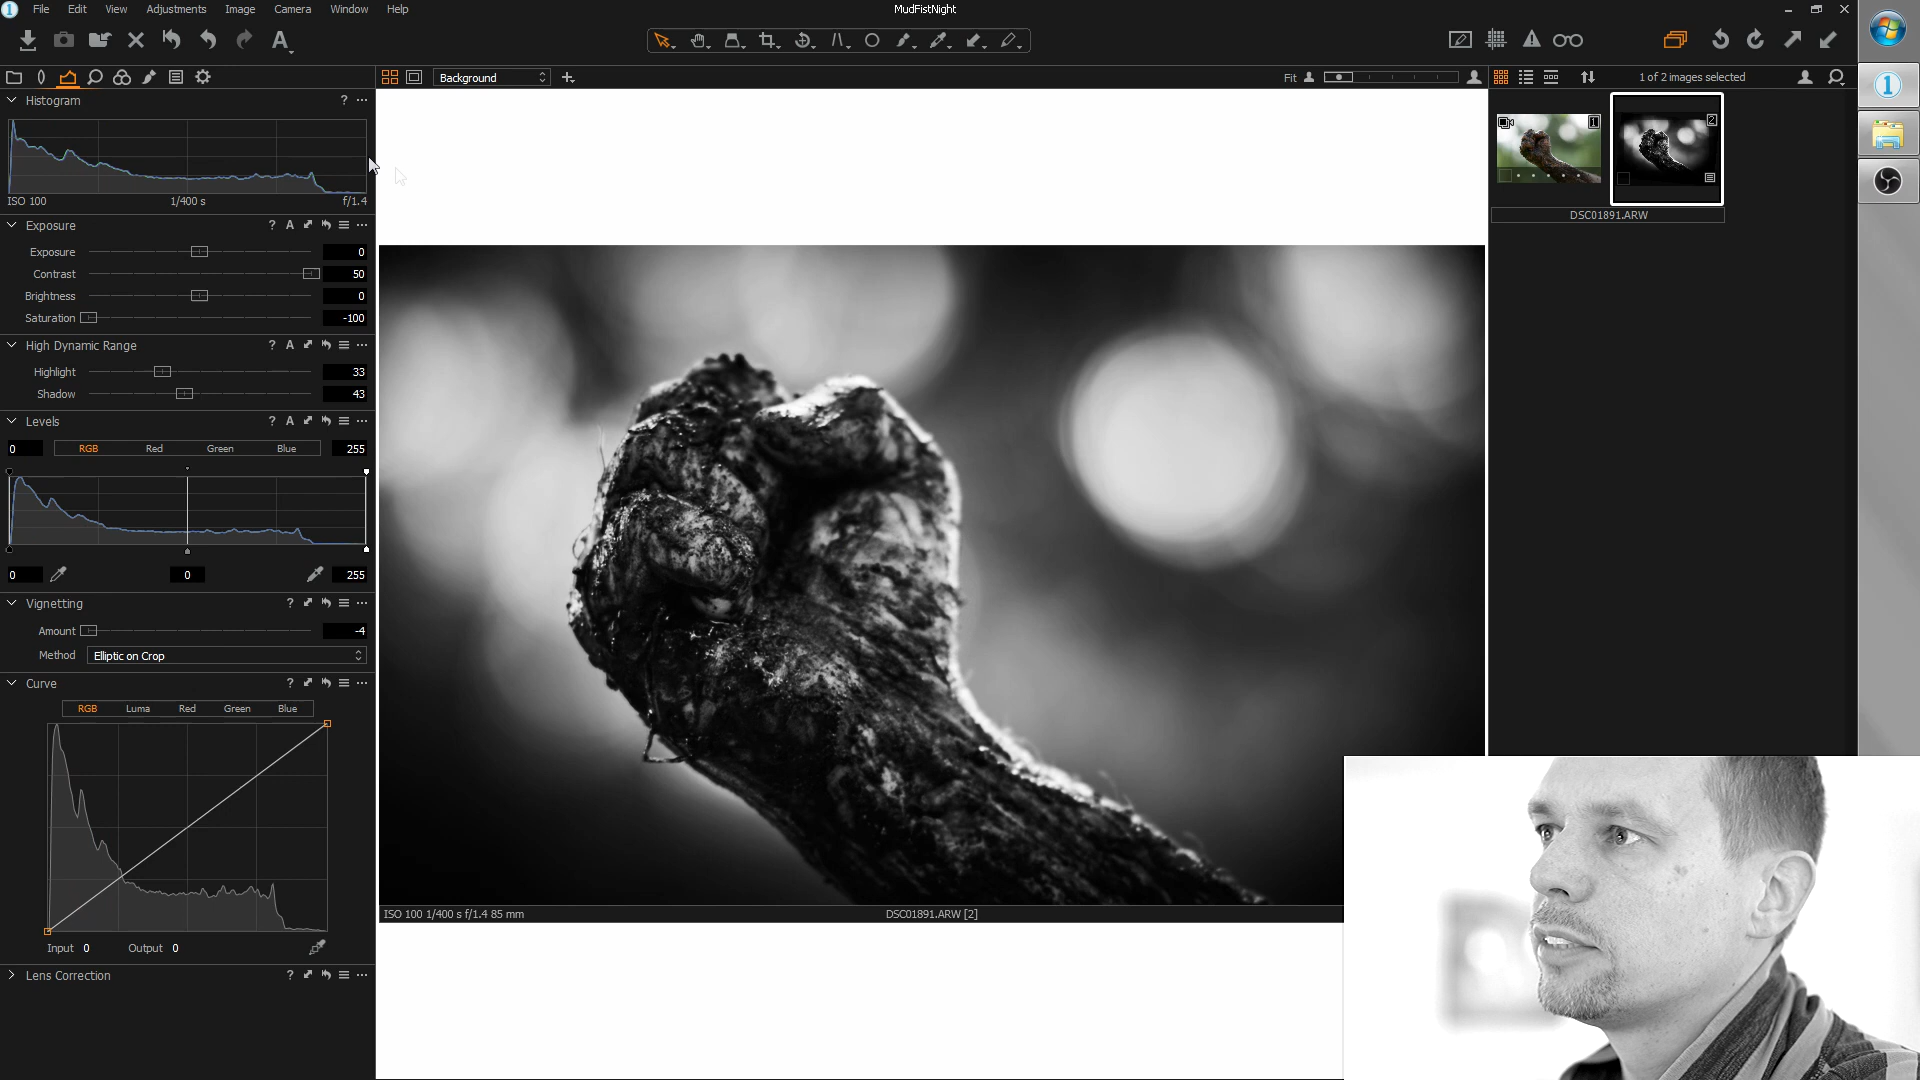 File Edit View Adjustments Image Camera Window Help
MudFistNight
Background
Fit
1 of 2 images selected
Histogram
ISO 100 1/400 s f/1.4
Exposure
Exposure 0
Contrast 50
Brightness 0
Saturation -100
High Dynamic Range
Highlight 33
Shadow 43
Levels
0 RGB Red Green Blue 255
0 0 255
Vignetting
Amount -4
Method Elliptic on Crop
Curve
RGB Luma Red Green Blue
Input 0 Output 0
Lens Correction
ISO 100 1/400 s f/1.4 85 mm
DSC01891.ARW [2]
1
2
DSC01891.ARW